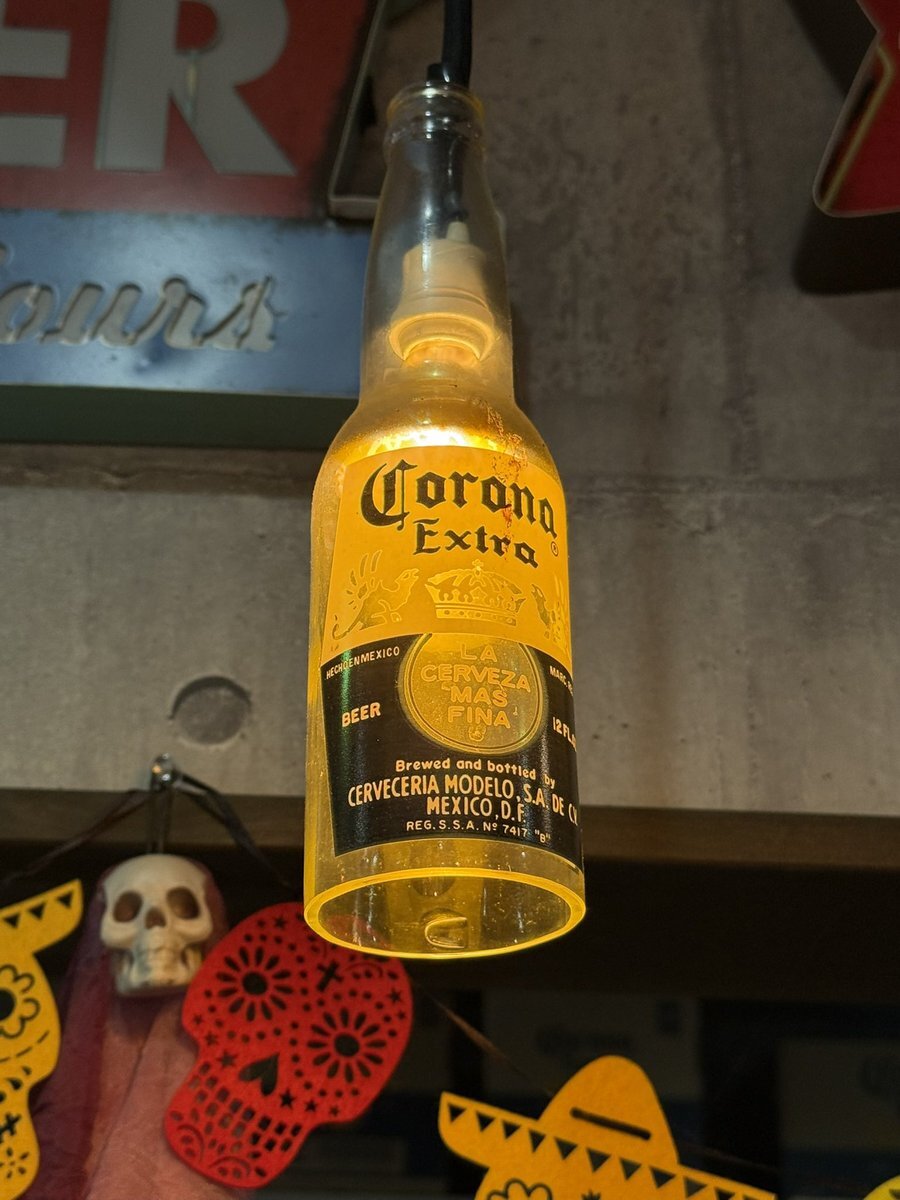 ER
ours
Corona
Extra
®
HECHO EN MEXICO
LA
CERVEZA
MAS
FINA
BEER
12 FL.
Brewed and bottled by
CERVECERIA MODELO, S.A. DE C.V.
MEXICO, D.F.
REG. S.S.A. Nº 7417 "B"